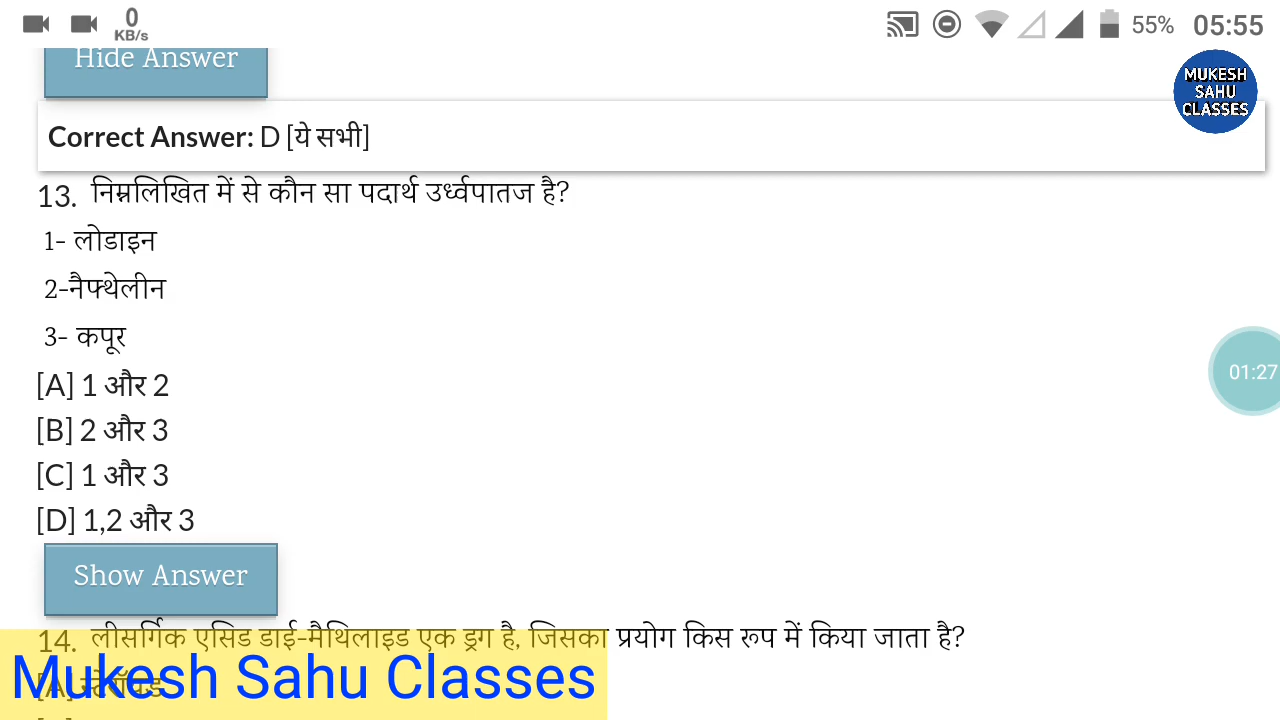 0
KB/s
55%
05:55
Hide Answer
MUKESH
SAHU
CLASSES
Correct Answer: D [ये सभी]
13. निम्नलिखित में से कौन सा पदार्थ उर्ध्वपातज है?
1- लोडाइन
2-नैफ्थेलीन
3- कपूर
01:27
[A] 1 और 2
[B] 2 और 3
[C] 1 और 3
[D] 1,2 और 3
Show Answer
14. लीसर्गिक एसिड डाई-मैथिलाइड एक ड्रग है, जिसका प्रयोग किस रूप में किया जाता है?
Mukesh Sahu Classes
[A]